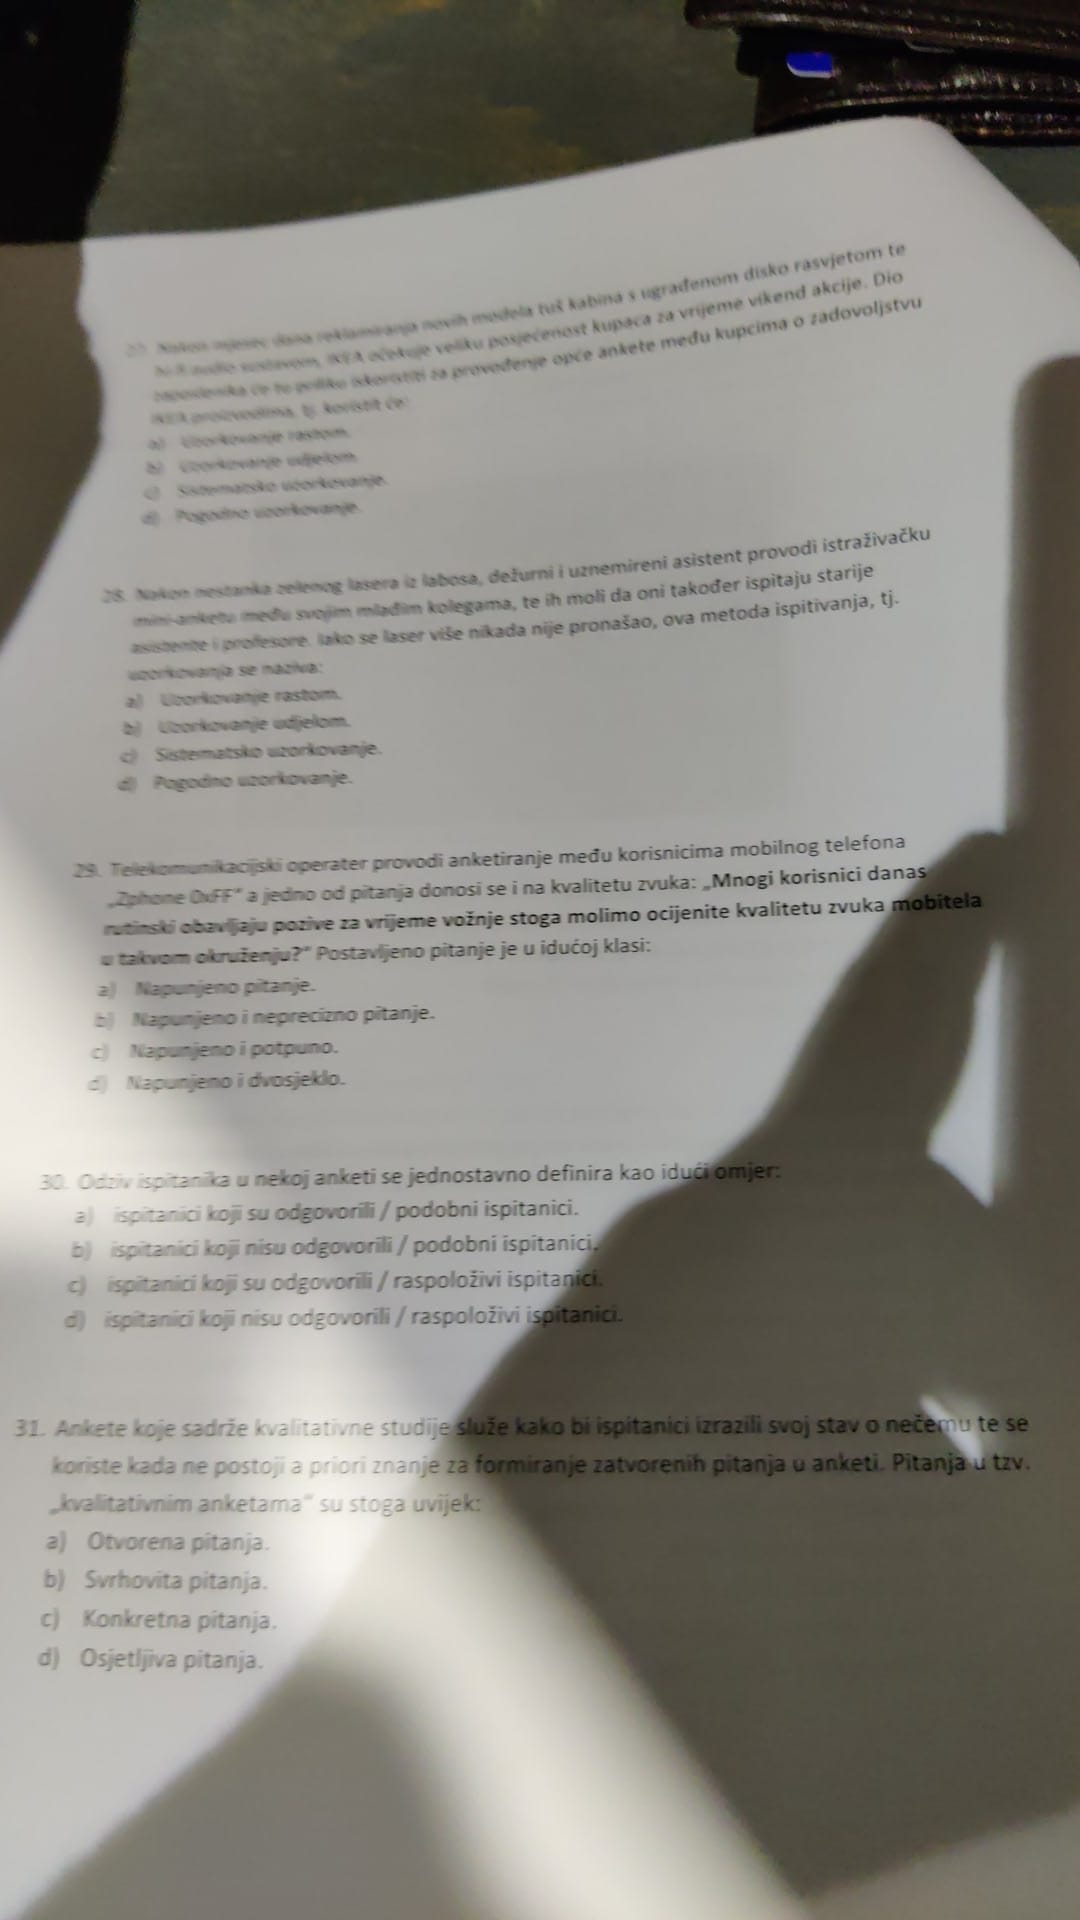 27. Nakon mjesec dana reklamiranja novih modela tuš kabina s ugrađenom disko rasvjetom te
hi-fi audio sustavom, IKEA očekuje veliku posjećenost kupaca za vrijeme vikend akcije. Dio
zaposlenika će tu priliku iskoristiti za provođenje opće ankete među kupcima o zadovoljstvu
IKEA proizvodima, tj. koristit će:
a) Uzorkovanje rastom.
b) Uzorkovanje udjelom.
c) Sistematsko uzorkovanje.
d) Pogodno uzorkovanje.
28. Nakon nestanka zelenog lasera iz labosa, dežurni i uznemireni asistent provodi istraživačku
mini-anketu među svojim mlađim kolegama, te ih moli da oni također ispitaju starije
asistente i profesore. Iako se laser više nikada nije pronašao, ova metoda ispitivanja, tj.
uzorkovanja se naziva:
a) Uzorkovanje rastom.
b) Uzorkovanje udjelom.
c) Sistematsko uzorkovanje.
d) Pogodno uzorkovanje.
29. Telekomunikacijski operater provodi anketiranje među korisnicima mobilnog telefona
„Zphone 0xFF“ a jedno od pitanja donosi se i na kvalitetu zvuka: „Mnogi korisnici danas
rutinski obavljaju pozive za vrijeme vožnje stoga molimo ocijenite kvalitetu zvuka mobitela
u takvom okruženju?“ Postavljeno pitanje je u idućoj klasi:
a) Napunjeno pitanje.
b) Napunjeno i neprecizno pitanje.
c) Napunjeno i potpuno.
d) Napunjeno i dvosjeklo.
30. Odziv ispitanika u nekoj anketi se jednostavno definira kao idući omjer:
a) ispitanici koji su odgovorili / podobni ispitanici.
b) ispitanici koji nisu odgovorili / podobni ispitanici.
c) ispitanici koji su odgovorili / raspoloživi ispitanici.
d) ispitanici koji nisu odgovorili / raspoloživi ispitanici.
31. Ankete koje sadrže kvalitativne studije služe kako bi ispitanici izrazili svoj stav o nečemu te se
koriste kada ne postoji a priori znanje za formiranje zatvorenih pitanja u anketi. Pitanja u tzv.
„kvalitativnim anketama“ su stoga uvijek:
a) Otvorena pitanja.
b) Svrhovita pitanja.
c) Konkretna pitanja.
d) Osjetljiva pitanja.